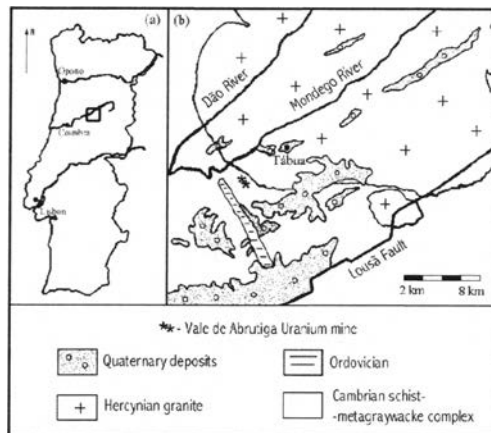 (a)
N
Oporto
Coimbra
Lisbon
(b)
Dão River
Mondego River
Tábua
Lousã Fault
2 km 8 km
- Vale de Abrutiga Uranium mine
Quaternary deposits
Ordovician
Hercynian granite
Cambrian schist-
-metagraywacke complex